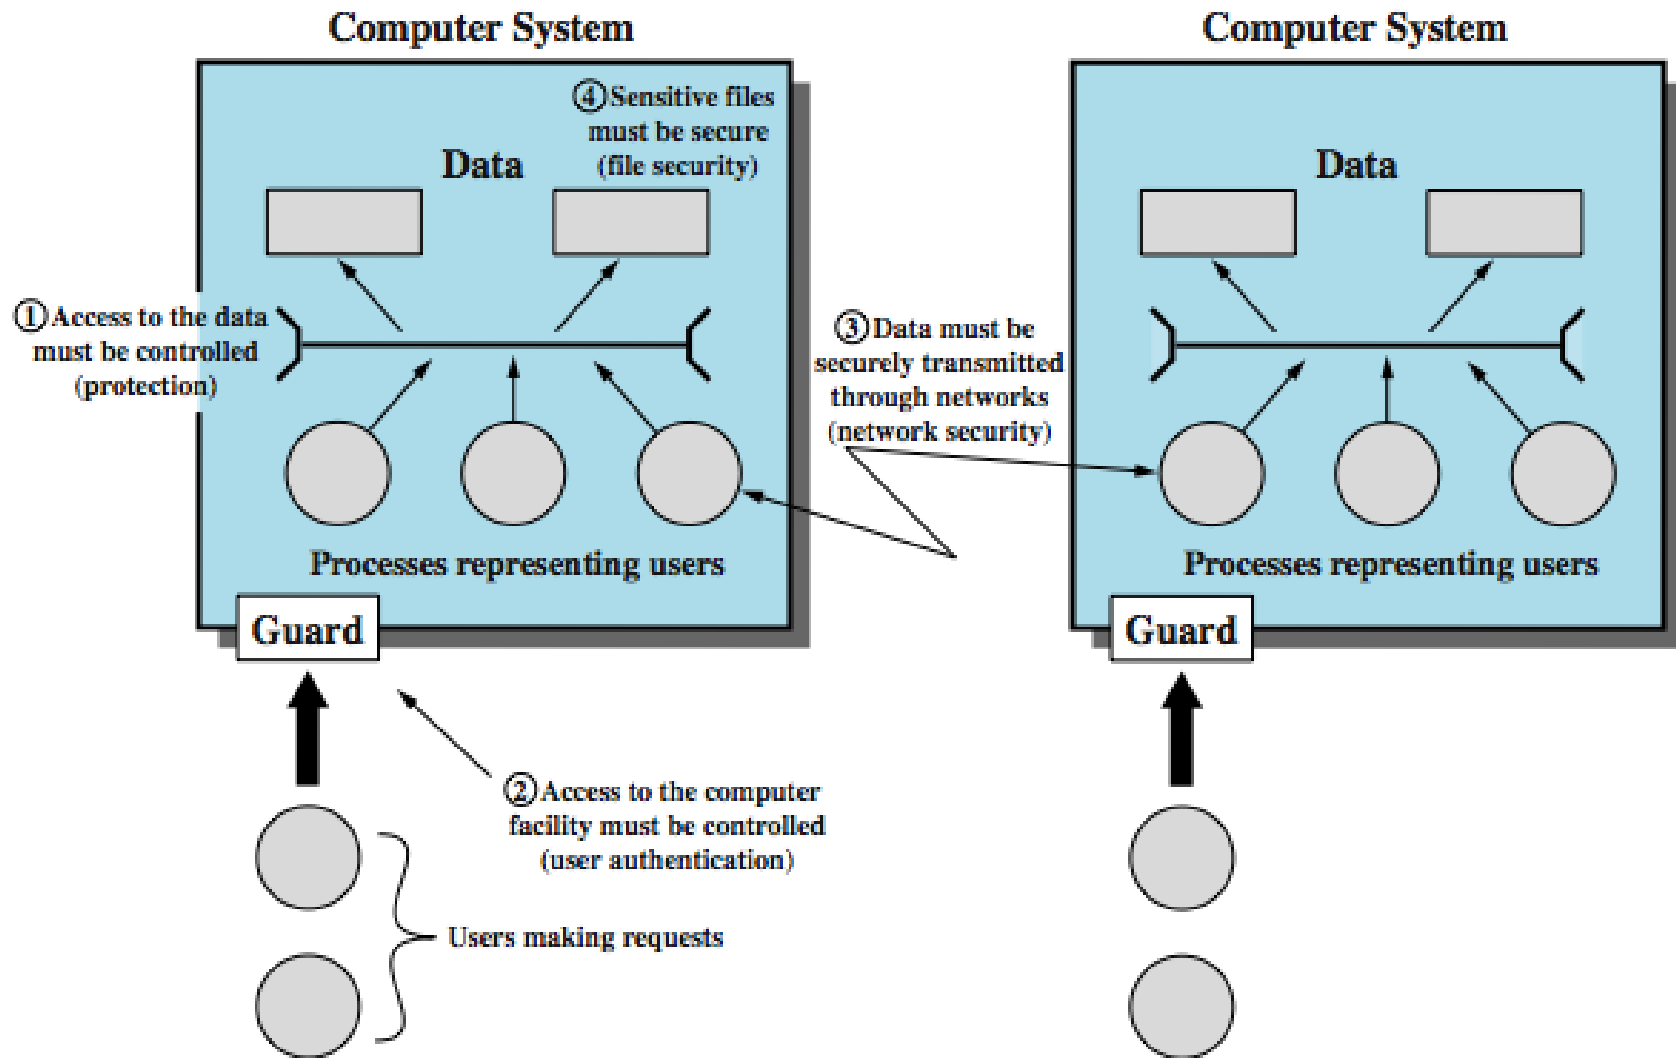 Computer System
④Sensitive files
must be secure
(file security)
Data
①Access to the data
must be controlled
(protection)
Processes representing users
Guard
②Access to the computer
facility must be controlled
(user authentication)
Users making requests
③Data must be
securely transmitted
through networks
(network security)
Computer System
Data
Processes representing users
Guard